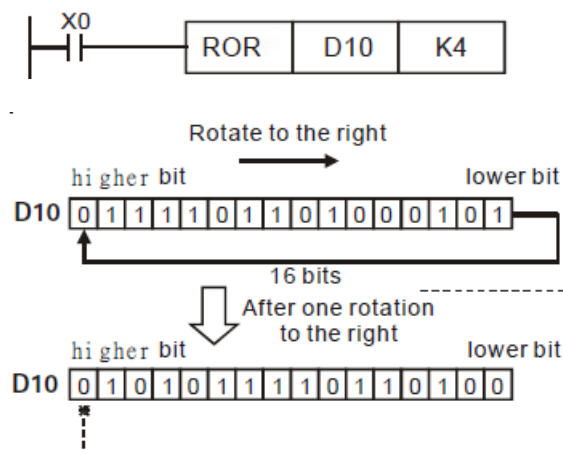 X0
ROR D10 K4
Rotate to the right
higher bit lower bit
D10 0 1 1 1 1 0 1 1 0 1 0 0 0 1 0 1
16 bits
After one rotation
to the right
higher bit lower bit
D10 0 1 0 1 0 1 1 1 1 0 1 1 0 1 0 0
*